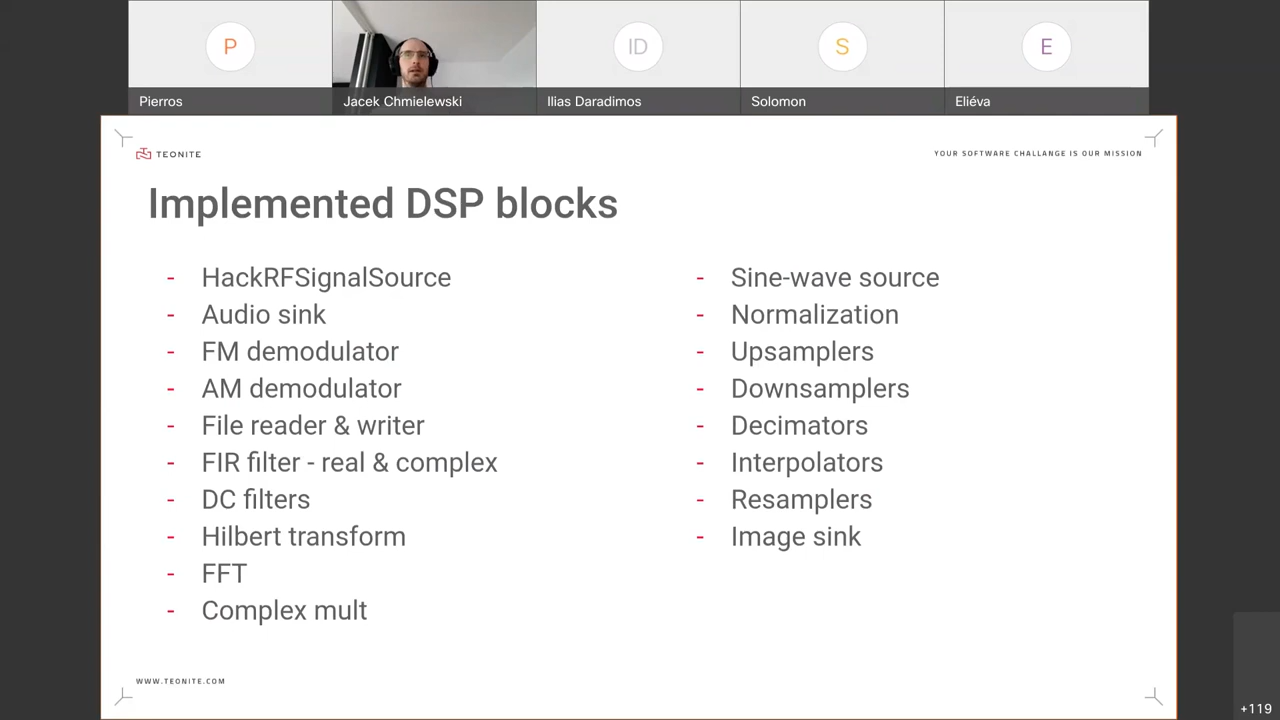 P
ID
S
E
Pierros
Jacek Chmielewski
Ilias Daradimos
Solomon
Eliéva
TEONITE
YOUR SOFTWARE CHALLANGE IS OUR MISSION
Implemented DSP blocks
- HackRFSignalSource
- Audio sink
- FM demodulator
- AM demodulator
- File reader & writer
- FIR filter - real & complex
- DC filters
- Hilbert transform
- FFT
- Complex mult
- Sine-wave source
- Normalization
- Upsamplers
- Downsamplers
- Decimators
- Interpolators
- Resamplers
- Image sink
WWW.TEONITE.COM
+119